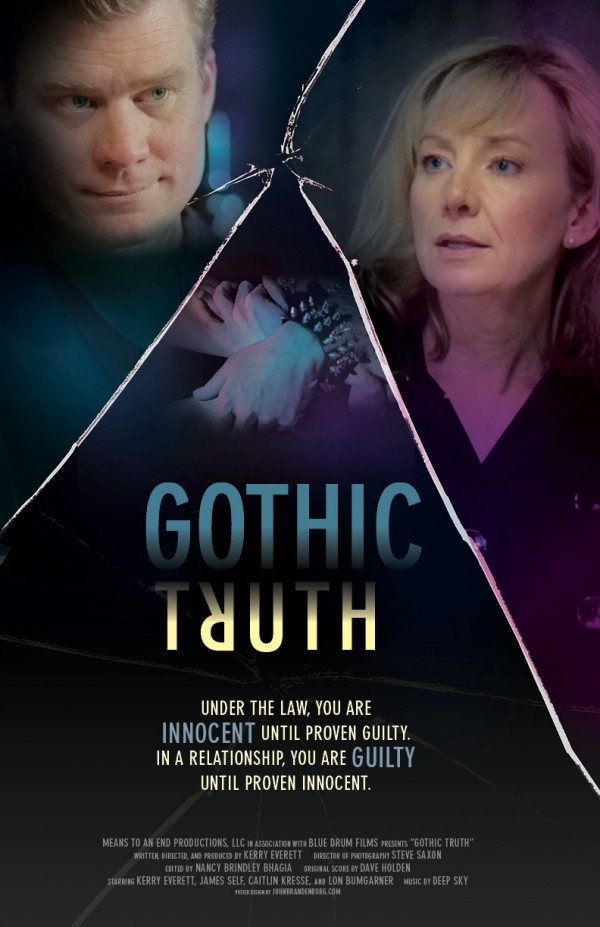 GOTHIC
TRUTH
UNDER THE LAW, YOU ARE
INNOCENT UNTIL PROVEN GUILTY.
IN A RELATIONSHIP, YOU ARE GUILTY
UNTIL PROVEN INNOCENT.
MEANS TO AN END PRODUCTIONS, LLC IN ASSOCIATION WITH BLUE DRUM FILMS PRESENTS "GOTHIC TRUTH"
WRITTEN, DIRECTED, AND PRODUCED BY KERRY EVERETT DIRECTOR OF PHOTOGRAPHY STEVE SAXON
EDITED BY NANCY BRINDLEY BHAGIA ORIGINAL SCORE BY DAVE HOLDEN
STARRING KERRY EVERETT, JAMES SELF, CAITLIN KRESSE, AND LON BUMGARNER MUSIC BY DEEP SKY
POSTER DESIGN BY JOHNBRANDENBURG.COM